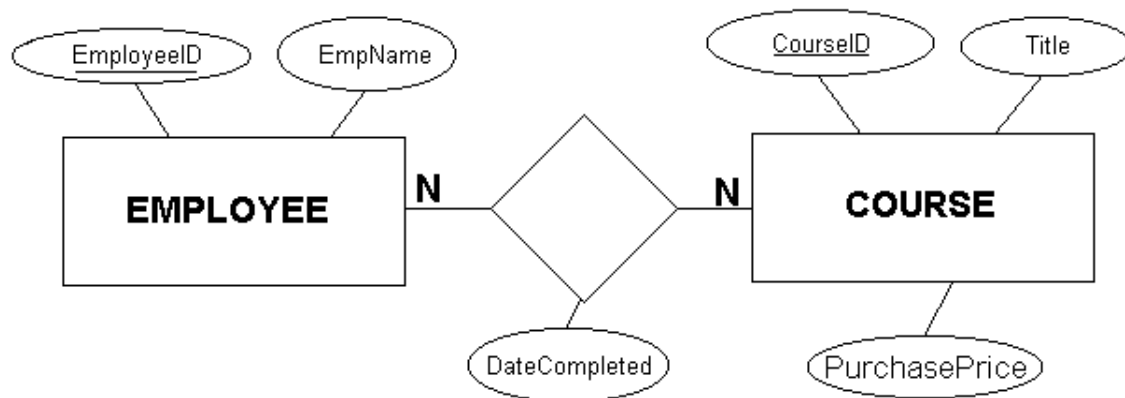 EmployeeID
EmpName
CourseID
Title
EMPLOYEE
N
N
COURSE
DateCompleted
PurchasePrice